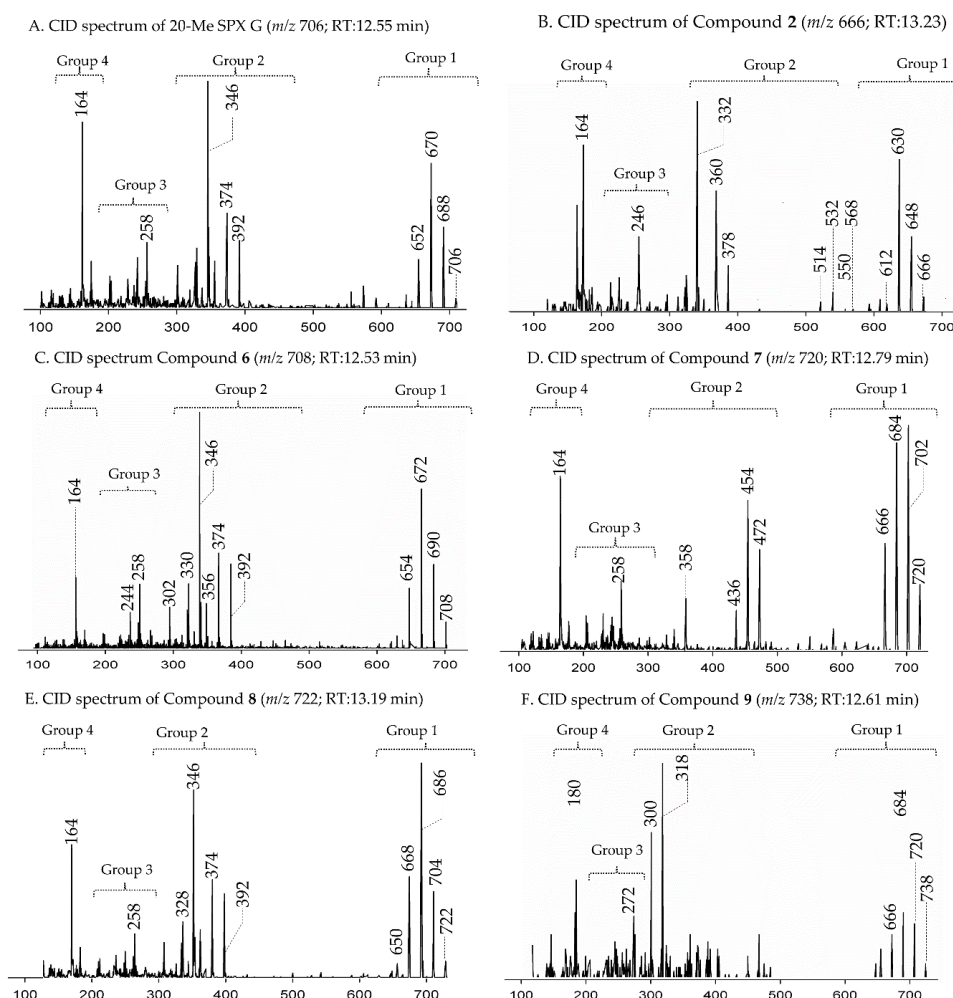 A. CID spectrum of 20-Me SPX G (m/z 706; RT:12.55 min)
Group 4
Group 2
Group 1
164
346
670
Group 3
374
688
258
392
652
706
100 200 300 400 500 600 700
B. CID spectrum of Compound 2 (m/z 666; RT:13.23)
Group 4
Group 2
Group 1
332
164
630
Group 3
360
246
532
568
648
378
514
550
612
666
100 200 300 400 500 600 700
C. CID spectrum Compound 6 (m/z 708; RT:12.53 min)
Group 4
Group 2
Group 1
346
Group 3
164
672
374
690
258
330
392
654
244
302
356
708
100 200 300 400 500 600 700
D. CID spectrum of Compound 7 (m/z 720; RT:12.79 min)
Group 4
Group 2
Group 1
684
702
164
454
Group 3
472
666
258
358
436
720
100 200 300 400 500 600 700
E. CID spectrum of Compound 8 (m/z 722; RT:13.19 min)
Group 4
Group 2
Group 1
346
686
164
Group 3
374
668
704
258
328
392
650
722
100 200 300 400 500 600 700
F. CID spectrum of Compound 9 (m/z 738; RT:12.61 min)
Group 4
Group 2
Group 1
318
180
300
684
Group 3
720
272
666
738
100 200 300 400 500 600 700